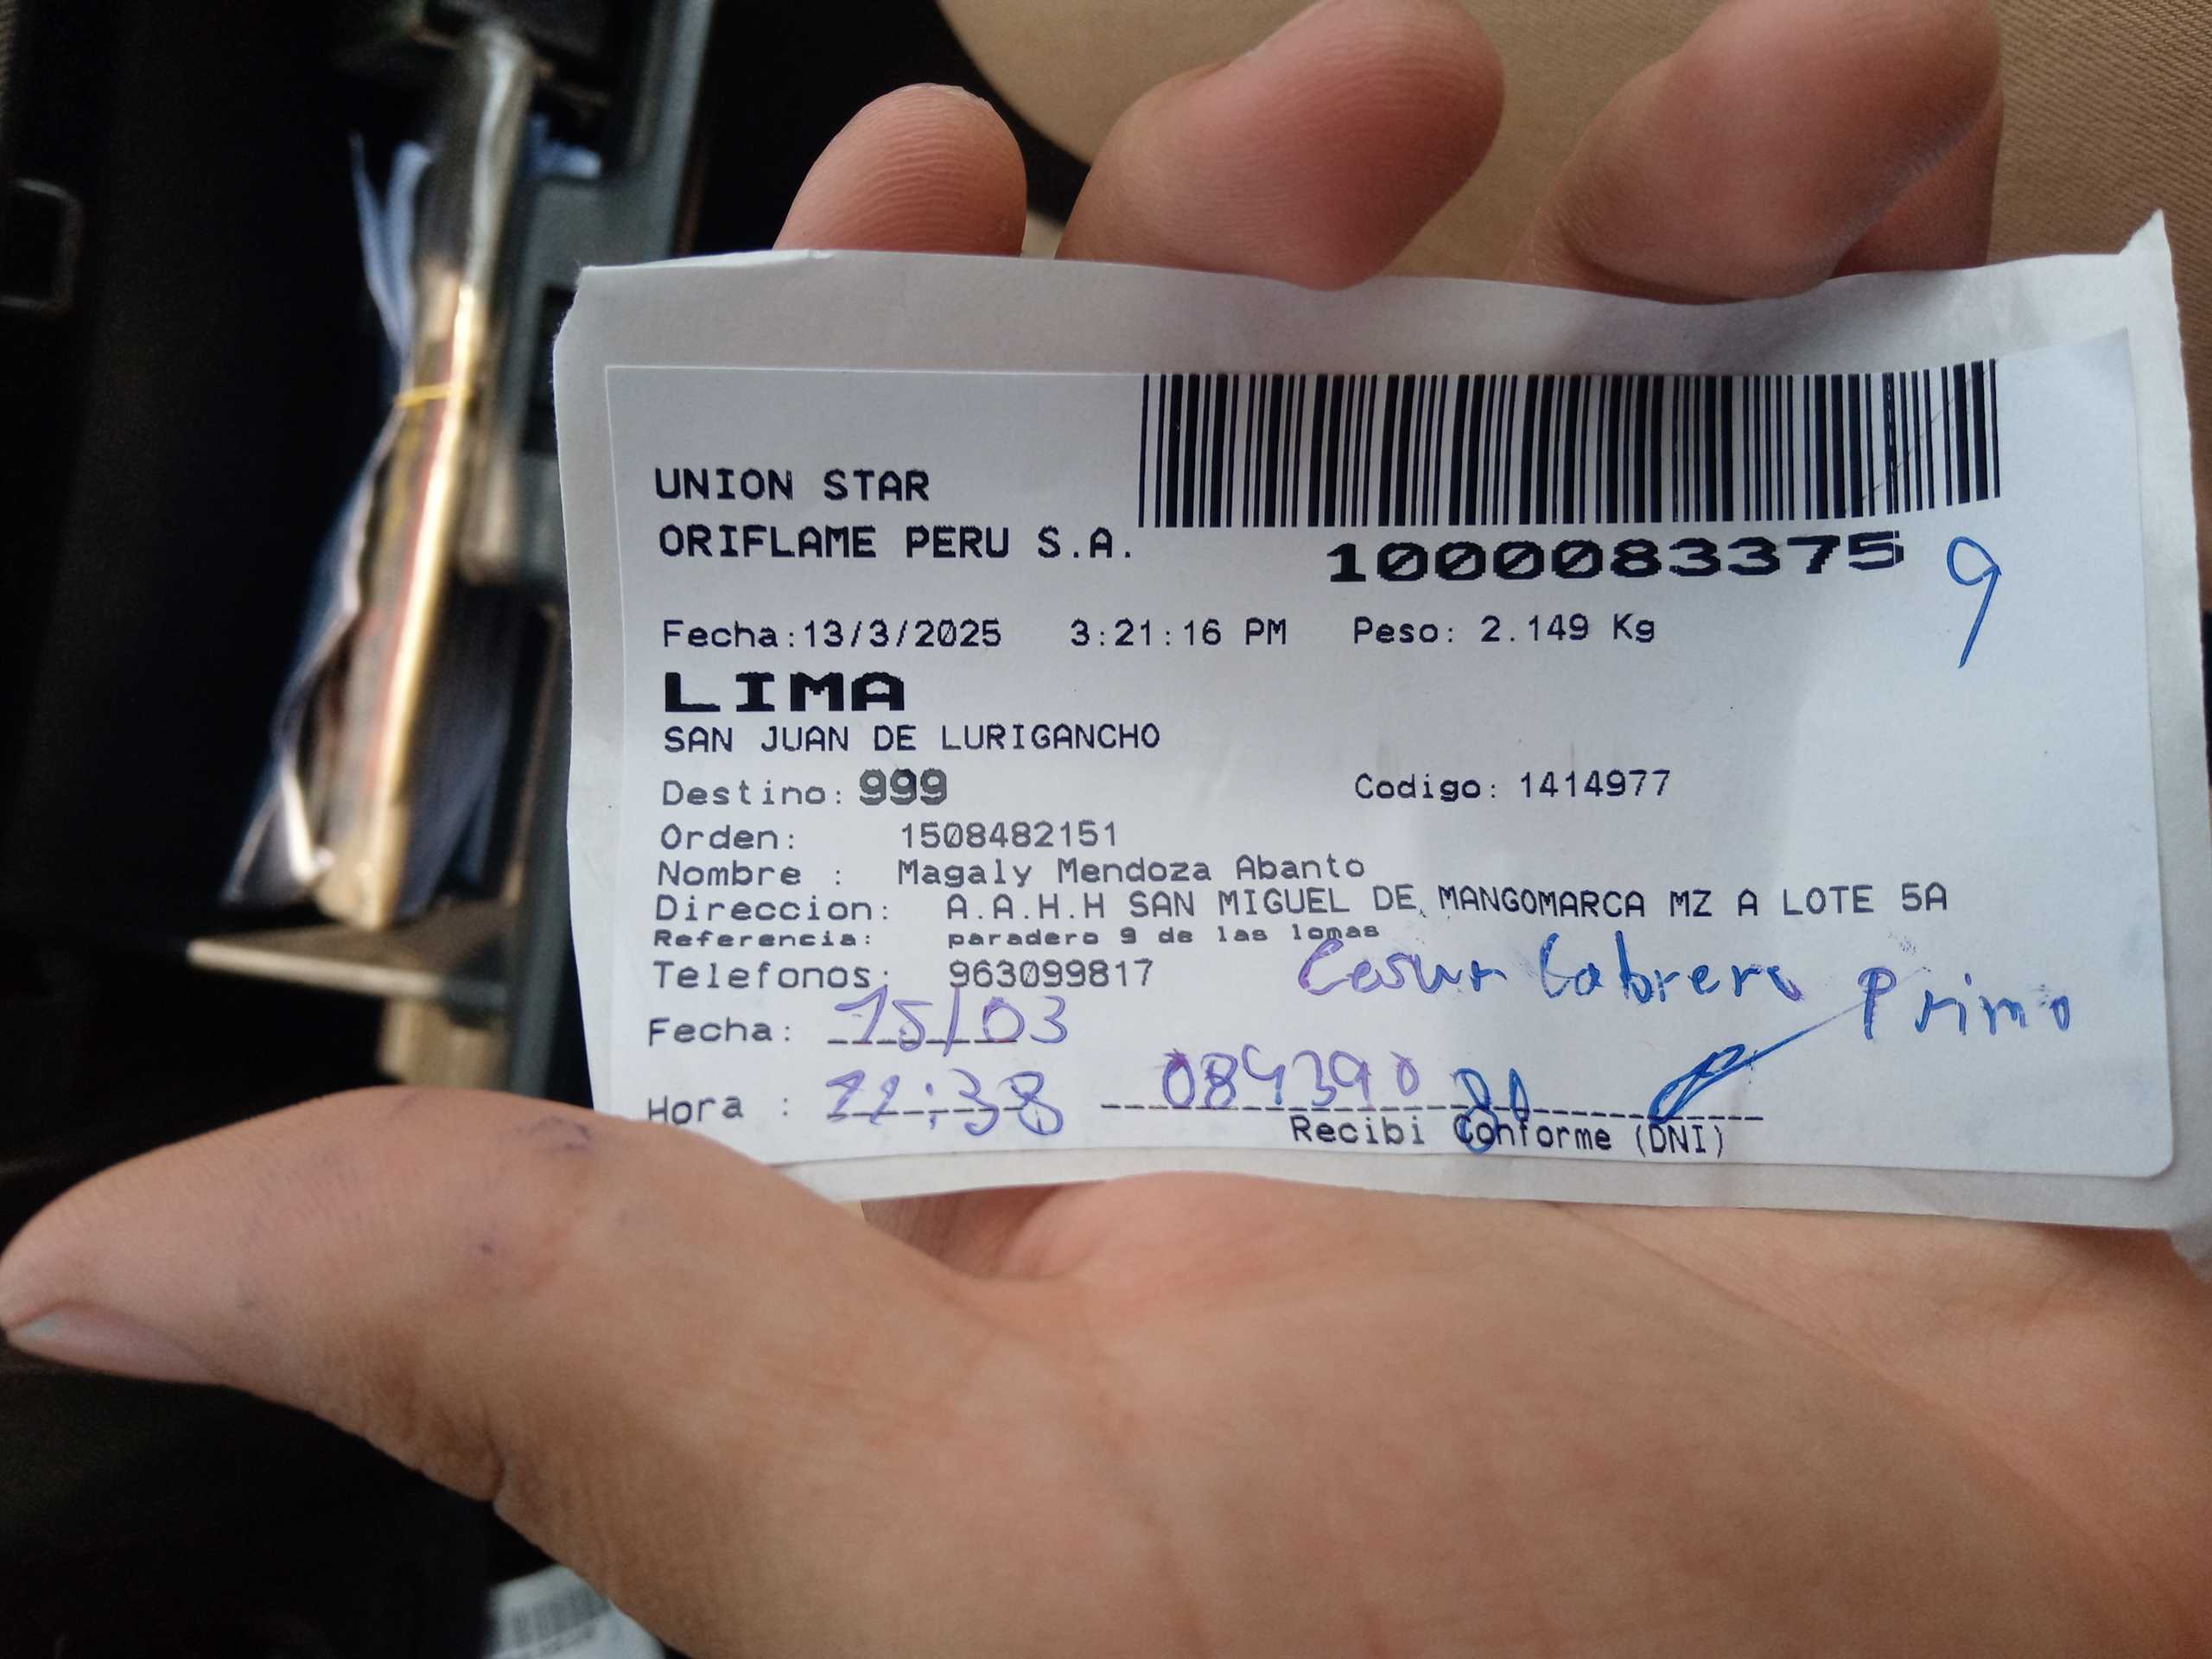 UNION STAR
ORIFLAME PERU S.A.
1000083375 9
Fecha:13/3/2025 3:21:16 PM Peso: 2.149 Kg
LIMA
SAN JUAN DE LURIGANCHO
Destino: 999 Codigo: 1414977
Orden: 1508482151
Nombre : Magaly Mendoza Abanto
Direccion: A.A.H.H SAN MIGUEL DE MANGOMARCA MZ A LOTE 5A
Referencia: paradero 9 de las lomas
Telefonos: 963099817
Cabrera Primo
Fecha: 15/03
Hora : :38 084390
Recibi Conforme (DNI)